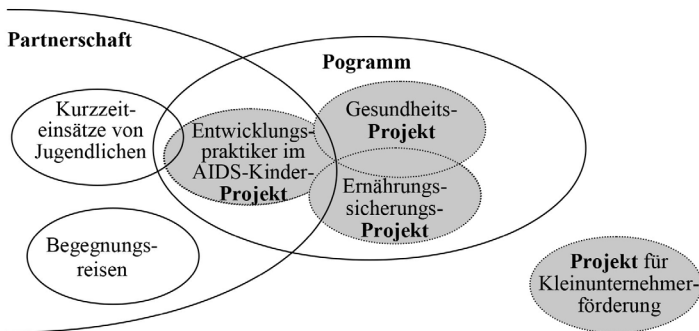 Partnerschaft
Pogramm
Kurzzeit-
einsätze von
Jugendlichen
Entwicklungs-
praktiker im
AIDS-Kinder-
Projekt
Gesundheits-
Projekt
Ernährungs-
sicherungs-
Projekt
Begegnungs-
reisen
Projekt für
Kleinunternehmer-
förderung